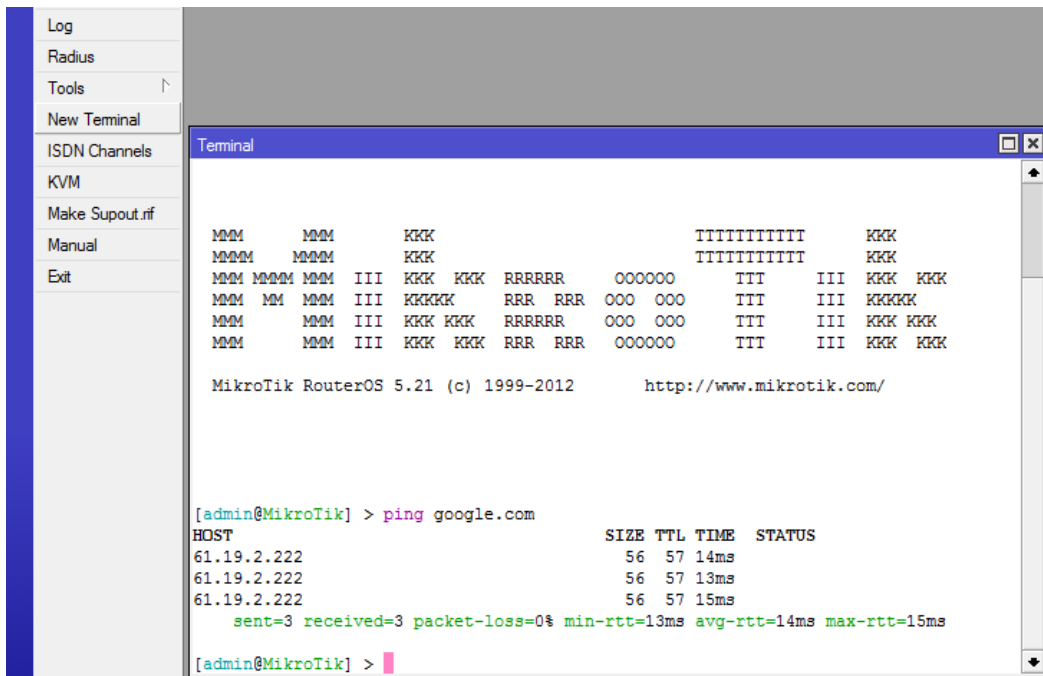 Log
Radius
Tools
New Terminal
ISDN Channels
KVM
Make Supout.rif
Manual
Exit
Terminal
MMM      MMM       KKK                          TTTTTTTTTTT      KKK
MMMM    MMMM       KKK                          TTTTTTTTTTT      KKK
MMM MMMM MMM  III  KKK  KKK  RRRRRR     OOOOOO      TTT     III  KKK  KKK
MMM  MM  MMM  III  KKKKK     RRR  RRR  OOO  OOO     TTT     III  KKKKK
MMM      MMM  III  KKK KKK   RRRRRR    OOO  OOO     TTT     III  KKK KKK
MMM      MMM  III  KKK  KKK  RRR  RRR   OOOOOO      TTT     III  KKK  KKK
MikroTik RouterOS 5.21 (c) 1999-2012       http://www.mikrotik.com/
[admin@MikroTik] > ping google.com
HOST                                     SIZE TTL TIME  STATUS
61.19.2.222                                56  57 14ms
61.19.2.222                                56  57 13ms
61.19.2.222                                56  57 15ms
sent=3 received=3 packet-loss=0% min-rtt=13ms avg-rtt=14ms max-rtt=15ms
[admin@MikroTik] >